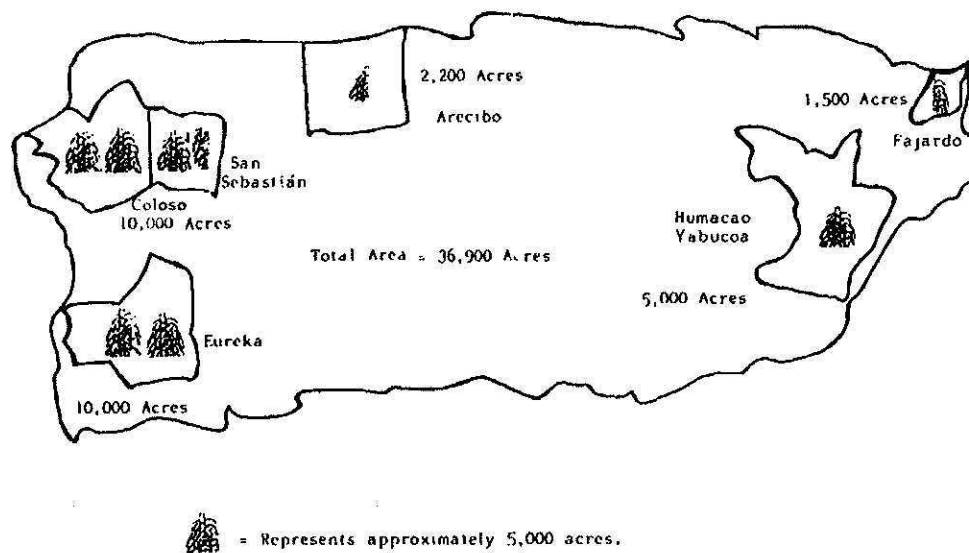 2,200 Acres
Arecibo
1,500 Acres
Fajardo
San
Sebastián
Coloso
10,000 Acres
Humacao
Yabucoa
Total Area = 36,900 Acres
5,000 Acres
Eureka
10,000 Acres
= Represents approximately 5,000 acres.